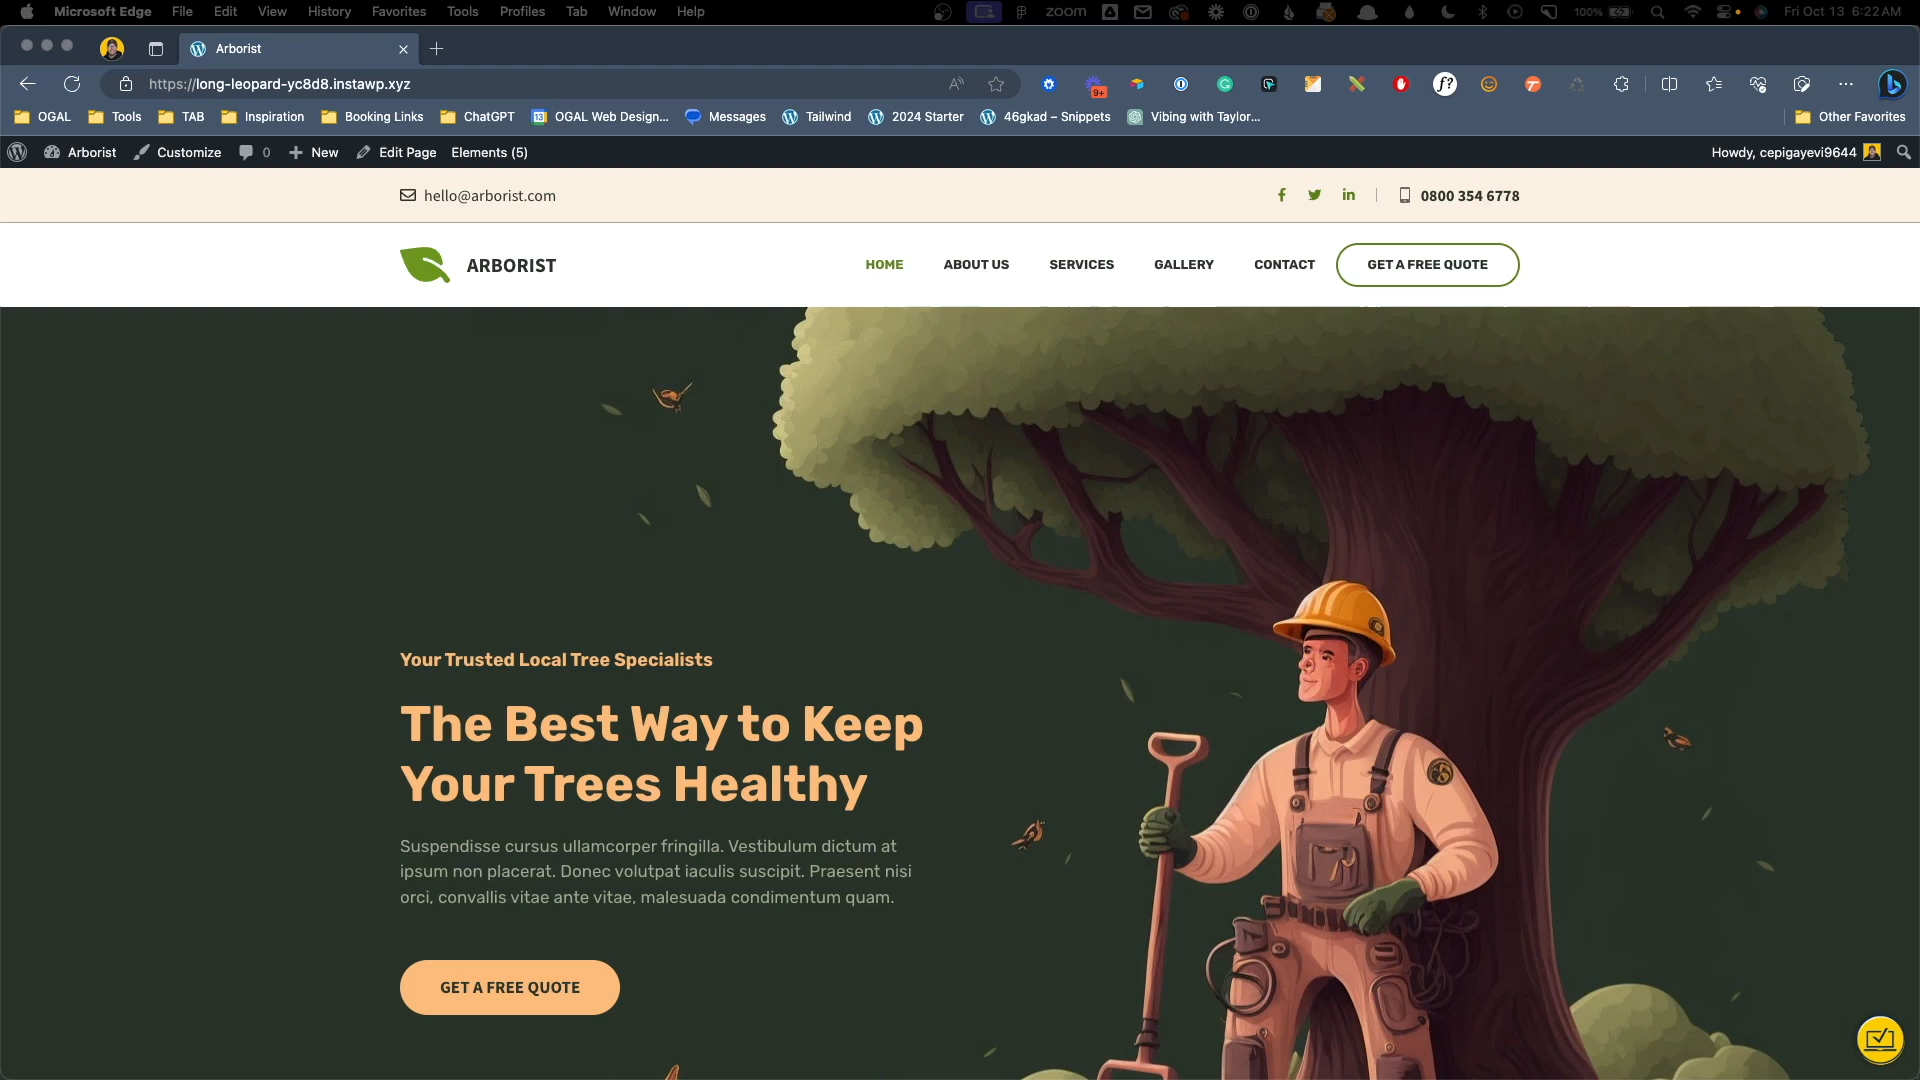 Microsoft Edge File Edit View History Favorites Tools Profiles Tab Window Help zoom 100% Fri Oct 13 6:22 AM
Arborist
https://long-leopard-yc8d8.instawp.xyz 9+ f?
OGAL Tools TAB Inspiration Booking Links ChatGPT 13 OGAL Web Design... Messages Tailwind 2024 Starter 46gkad – Snippets Vibing with Taylor... Other Favorites
Arborist Customize 0 New Edit Page Elements (5) Howdy, cepigayevi9644
hello@arborist.com 0800 354 6778
ARBORIST HOME ABOUT US SERVICES GALLERY CONTACT GET A FREE QUOTE
Your Trusted Local Tree Specialists
The Best Way to Keep
Your Trees Healthy
Suspendisse cursus ullamcorper fringilla. Vestibulum dictum at
ipsum non placerat. Donec volutpat iaculis suscipit. Praesent nisi
orci, convallis vitae ante vitae, malesuada condimentum quam.
GET A FREE QUOTE